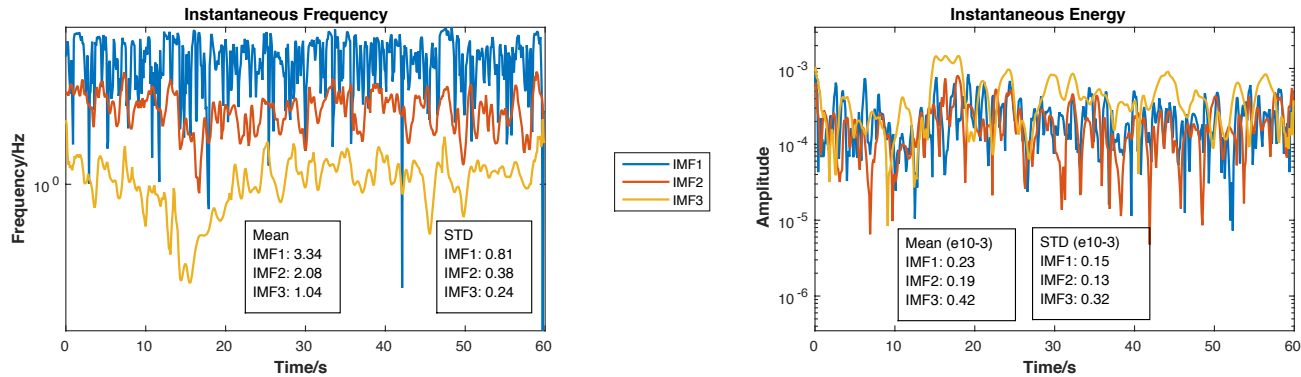 Instantaneous Frequency
Frequency/Hz
10^0
Mean
IMF1: 3.34
IMF2: 2.08
IMF3: 1.04
STD
IMF1: 0.81
IMF2: 0.38
IMF3: 0.24
0 10 20 30 40 50 60
Time/s
IMF1
IMF2
IMF3
Instantaneous Energy
Amplitude
10^-3
10^-4
10^-5
10^-6
Mean (e10-3)
IMF1: 0.23
IMF2: 0.19
IMF3: 0.42
STD (e10-3)
IMF1: 0.15
IMF2: 0.13
IMF3: 0.32
0 10 20 30 40 50 60
Time/s